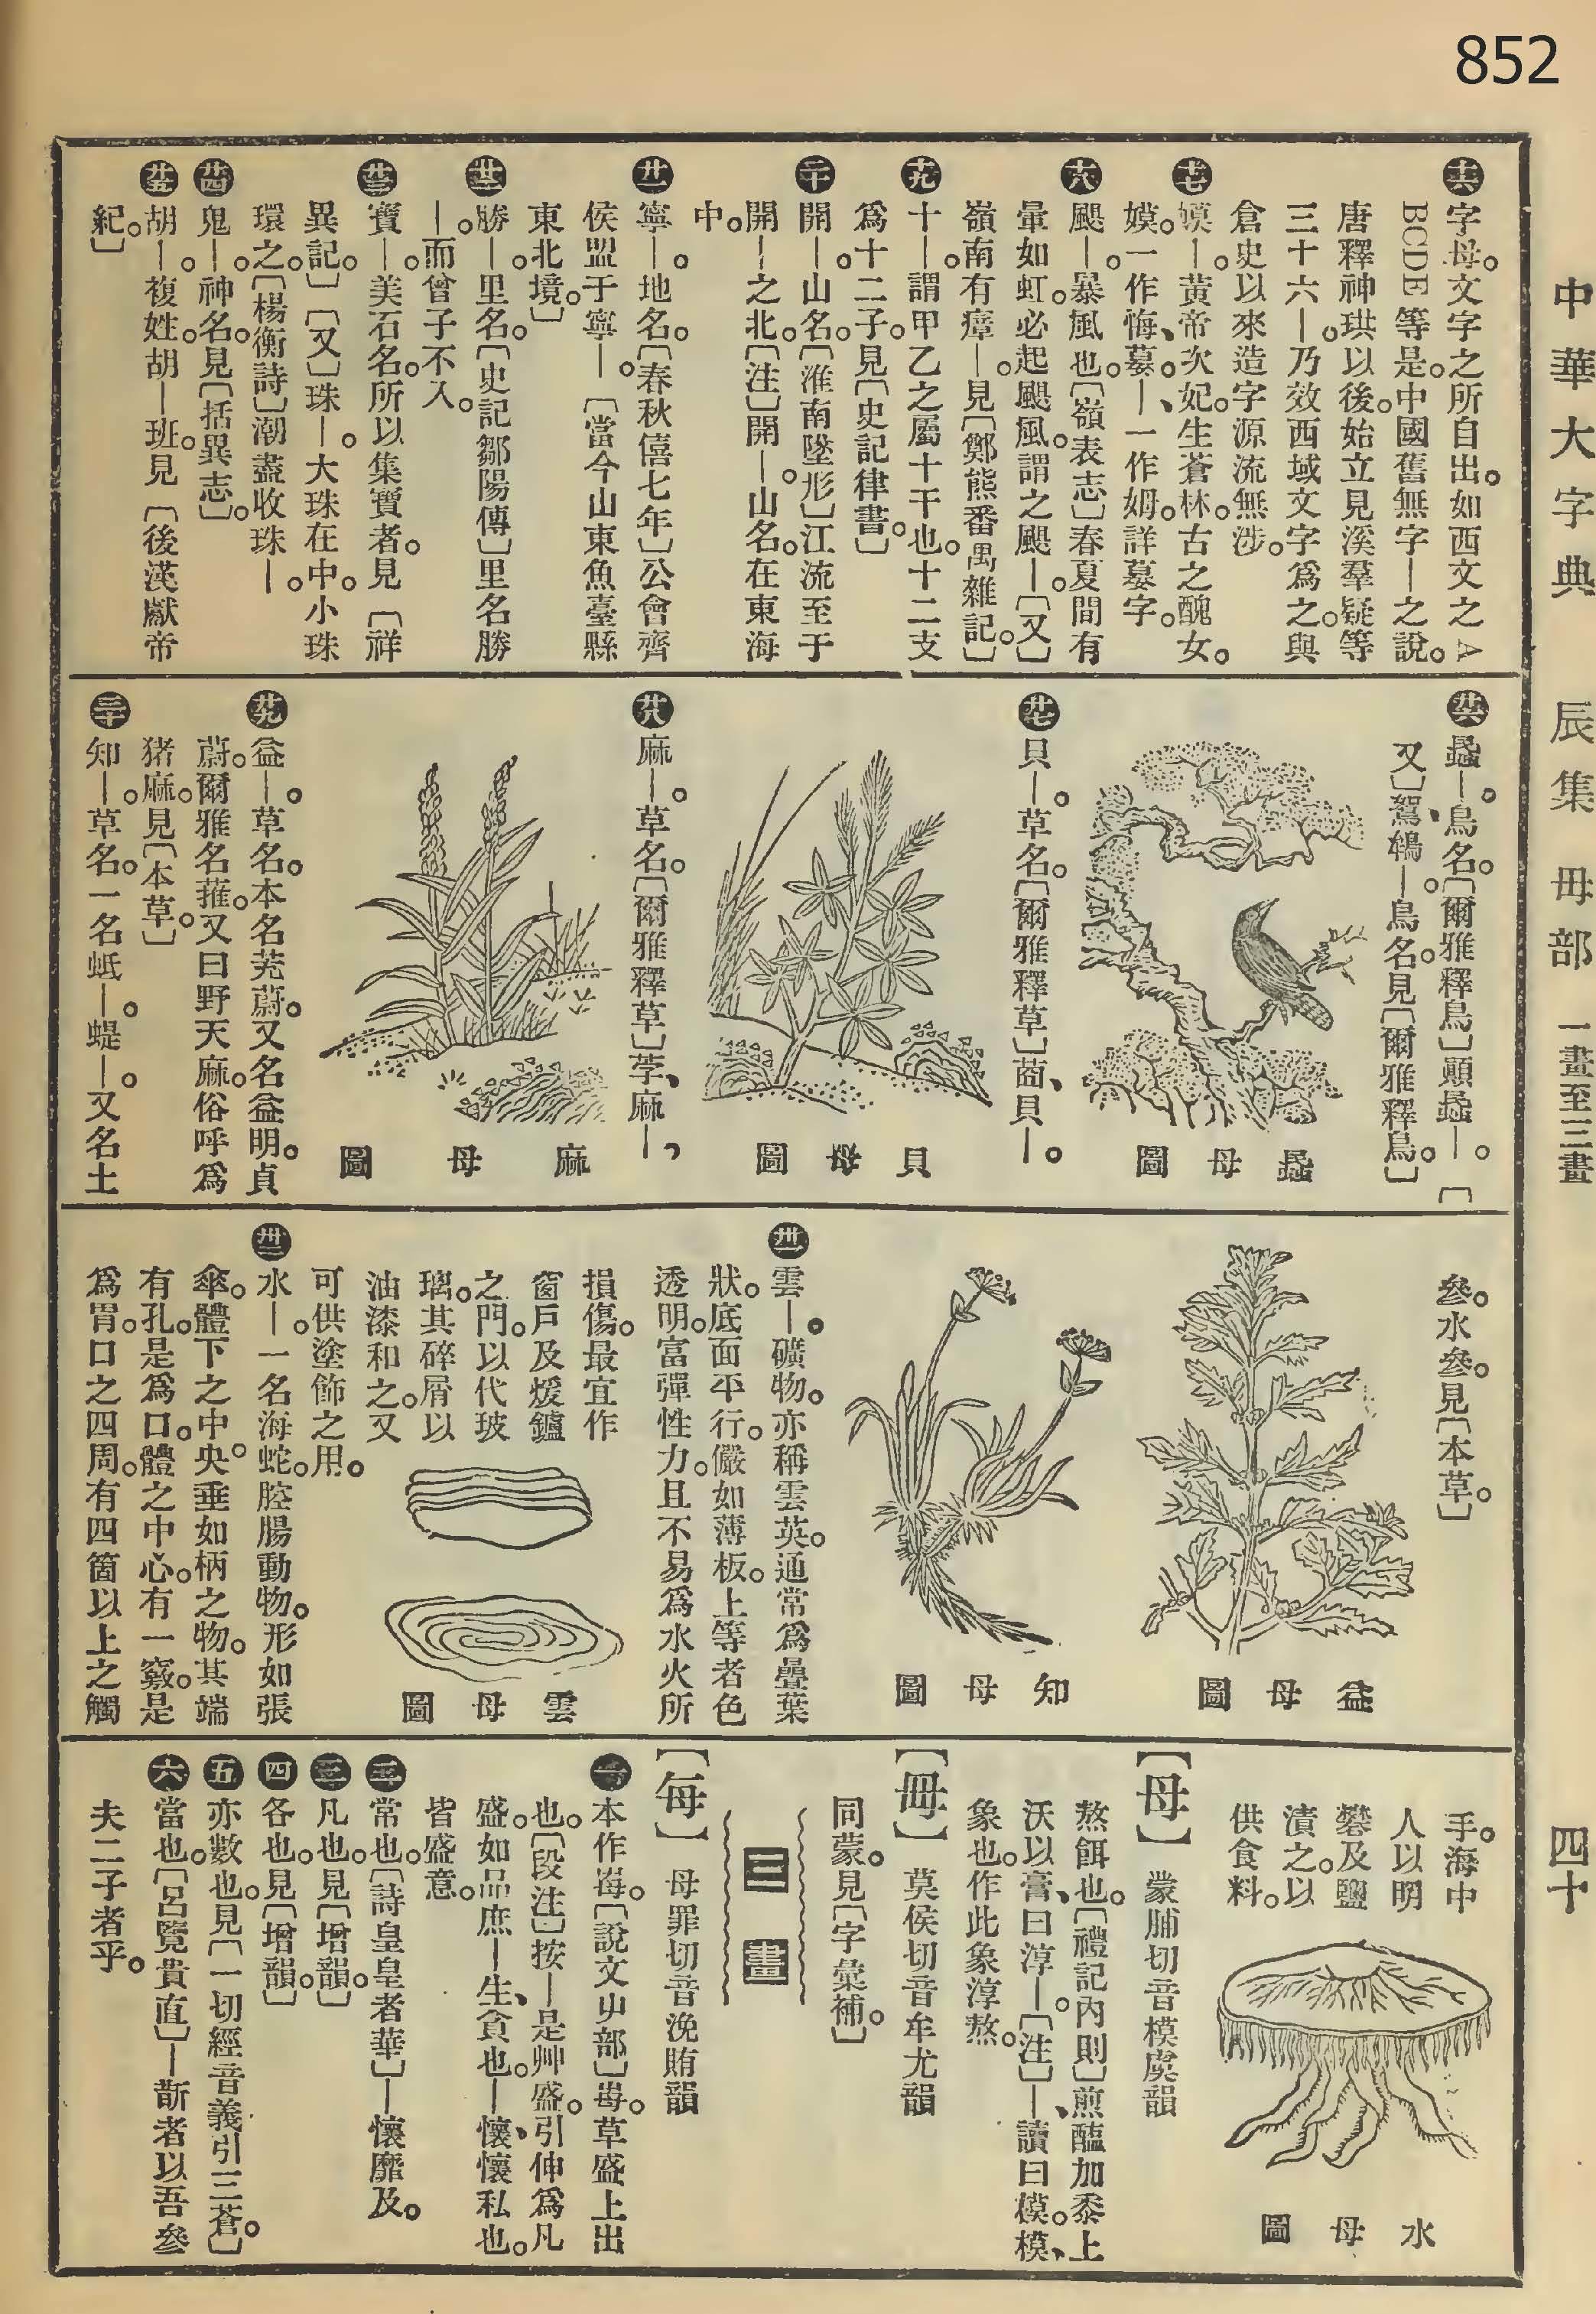 852
中華大字典 辰集 毋部 一畫至三畫 四十
十六 字母。文字之所自出。如西文之A
BCDE等是。中國舊無字—之說。
唐釋神珙以後。始立見溪羣疑等
三十六—。乃效西域文字爲之。與
倉史以來造字源流無涉。
十七 嫫—。黃帝次妃。生蒼林。古之醜女。
嫫。一作悔、墓。—、一作姆。詳墓字。
十八 颶—。暴風也。〔嶺表志〕春夏間有
暈如虹。必起颶風。謂之颶—。〔又〕
嶺南有瘴—。見〔鄭熊番禺雜記。〕
十九 十—。謂甲乙之屬十干也。十二支
爲十二子。見〔史記律書。〕
二十 開—。山名。〔淮南墜形〕江流至于
開—之北。〔注〕開—。山名。在東海
中。
廿一 寧—。地名。〔春秋僖七年〕公會齊
侯盟于寧—。〔當今山東魚臺縣
東北境。〕
廿二 勝—。里名。〔史記鄒陽傳〕里名勝
—。而曾子不入。
廿三 寶—。美石名。所以集寶者。見〔祥
異記。〕〔又〕珠—。大珠在中。小珠
環之。〔楊衡詩〕潮盡收珠—。
廿四 鬼—。神名。見〔括異志。〕
廿五 胡—。複姓。胡—班。見〔後漢獻帝
紀。〕
廿六 蟁—。鳥名。〔爾雅釋鳥〕鷏蟁—。〔
又〕鴽鴾—。鳥名。見〔爾雅釋鳥。〕
圖母蟁
廿七 貝—。草名。〔爾雅釋草〕莔、貝—。
圖母貝
廿八 麻—。草名。〔爾雅釋草〕荸、麻—，
圖母麻
廿九 益—。草名。本名茺蔚。又名益明。貞
蔚。爾雅名蓷。又曰野天麻。俗呼爲
猪麻。見〔本草。〕
三十 知—。草名。一名蚳—。蝭—。又名土
參。水參。見〔本草。〕
圖母益
圖母知
卅一 雲—。礦物。亦稱雲英。通常爲疊葉
狀。底面平行。儼如薄板。上等者色
透明。富彈性力。且不易爲水火所
損傷。最宜作
窗戶及煖鑪
之門。以代玻
璃。其碎屑以
油漆和之。又
可供塗飾之用。
圖母雲
卅二 水—。一名海蛇。腔腸動物。形如張
傘。體下之中央。垂如柄之物。其端
有孔。是爲口。體之中心。有一竅。是
爲胃。口之四周。有四箇以上之觸
手。海中
人以明
礬及鹽
漬之。以
供食料。
圖母水
【母】 蒙脯切音模虞韻
熬餌也。〔禮記內則〕煎醢加黍上
沃以膏、曰淳—。〔注〕—、讀曰模。模、
象也。作此象淳熬。
【毌】 莫侯切音牟尤韻
同蒙。見〔字彙補。〕
三畫
【每】 母罪切音浼賄韻
一 本作𡴕。〔說文屮部〕𡴕。草盛上出
也。〔段注〕按—是艸盛。引伸爲凡
盛。如品庶—生、貪也。—懷、懷私也。
皆盛意。
二 常也。〔詩皇皇者華〕—懷靡及。
三 凡也。見〔增韻。〕
四 各也。見〔增韻。〕
五 亦數也。見〔一切經音義引三蒼。〕
六 當也。〔呂覽貴直〕—斮者以吾參
夫二子者乎。